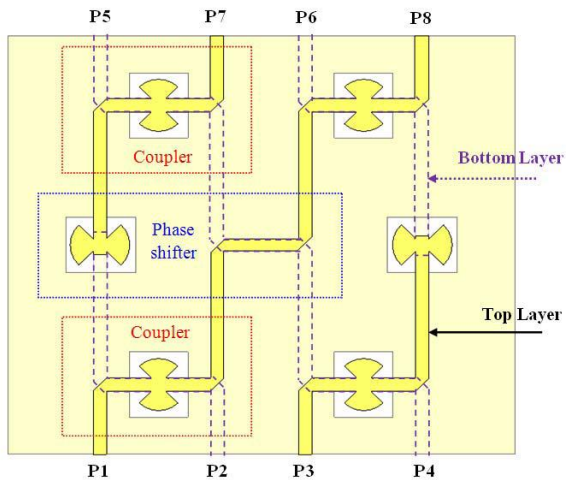 P5 P7 P6 P8
Coupler
Bottom Layer
Phase
shifter
Coupler
Top Layer
P1 P2 P3 P4